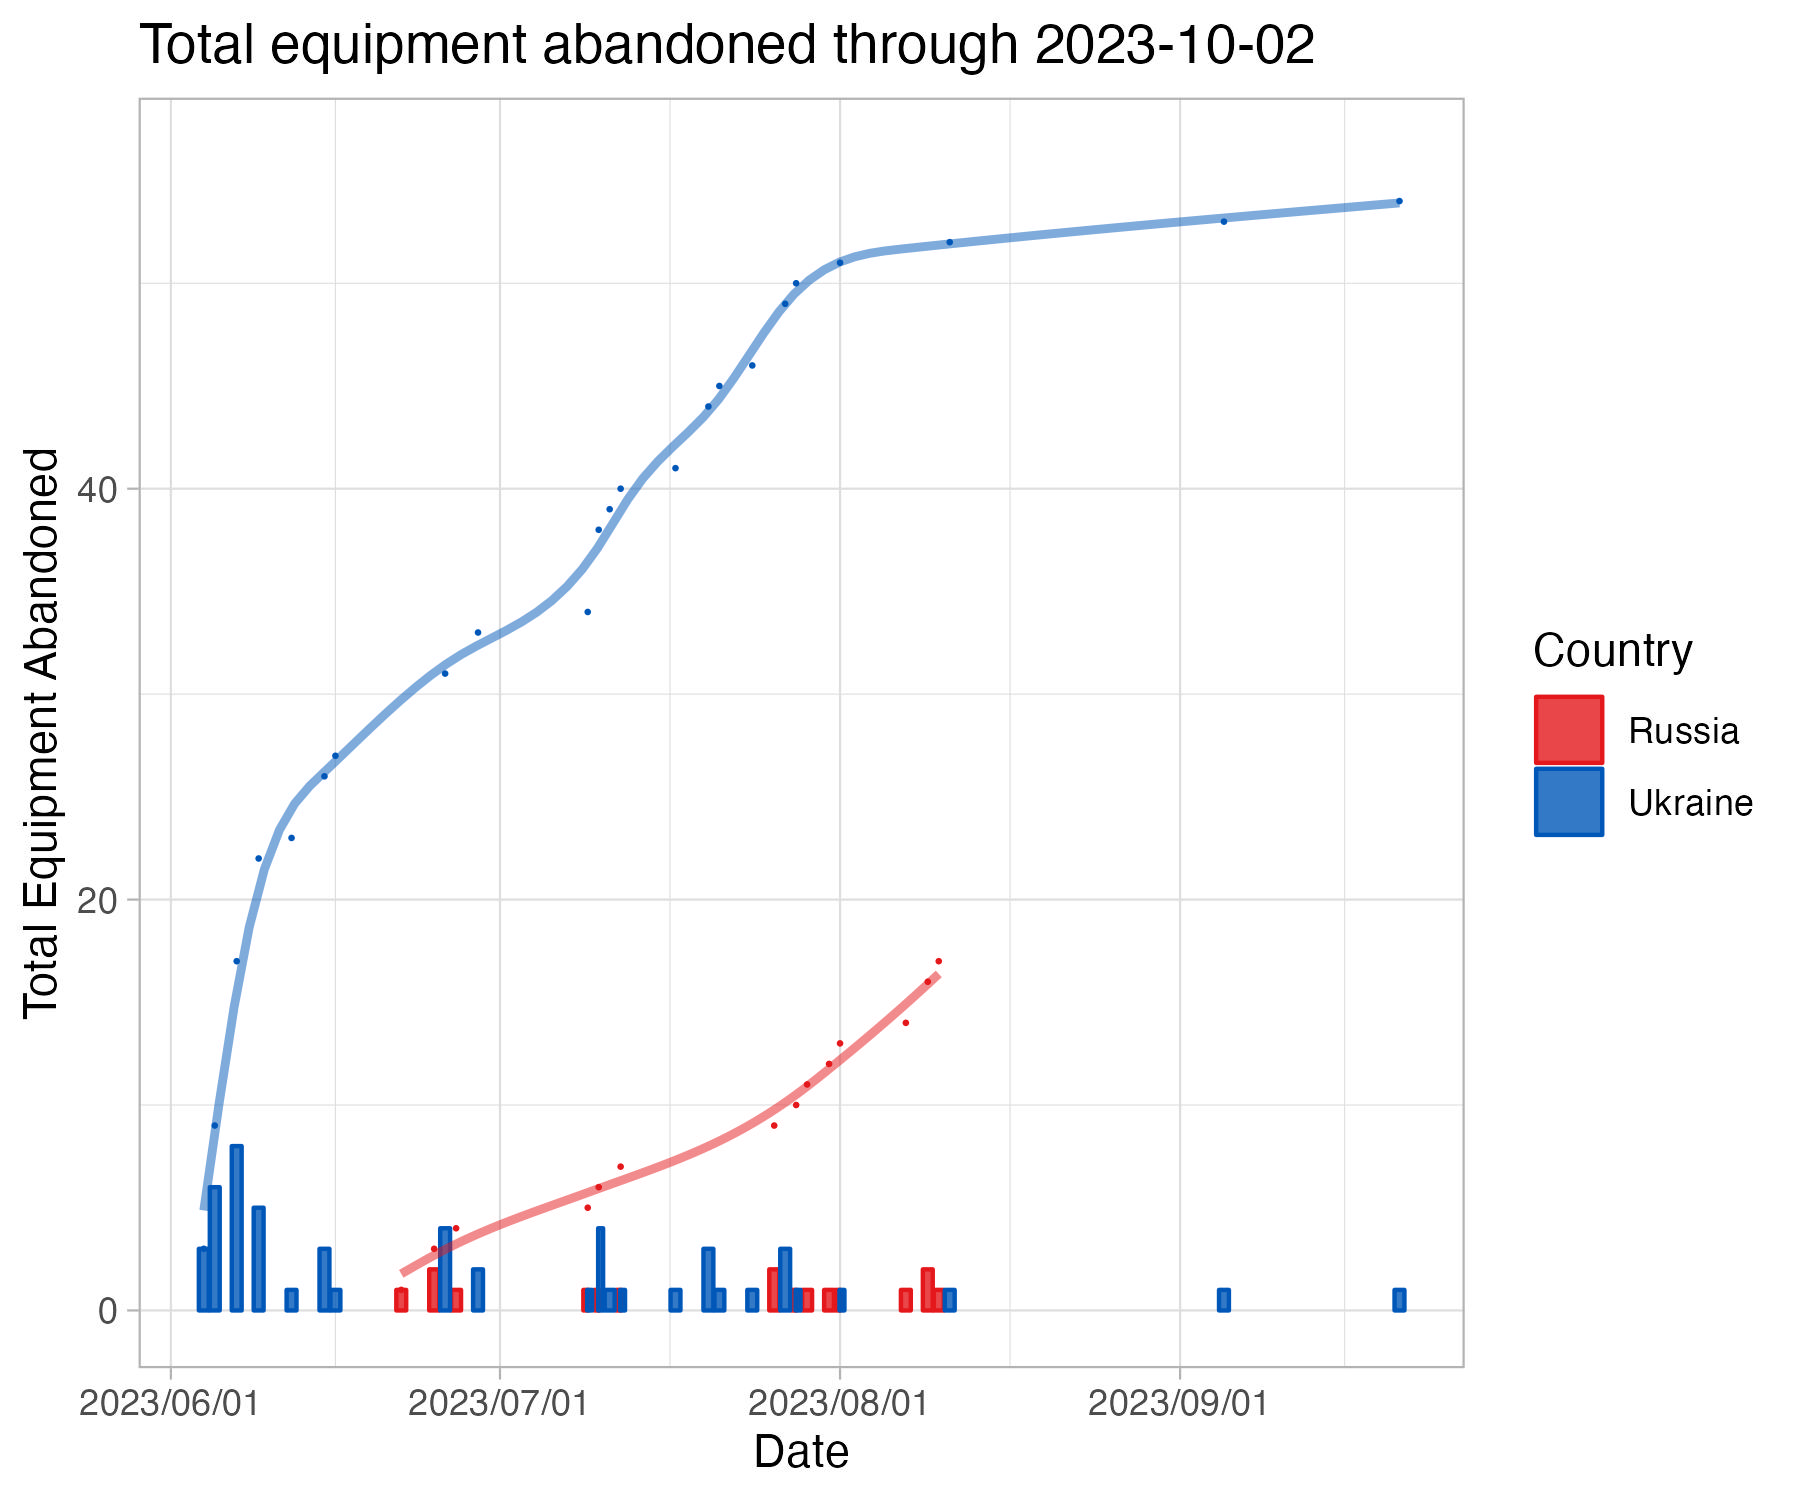 Total equipment abandoned through 2023-10-02
Total Equipment Abandoned
40
20
0
2023/06/01
2023/07/01
2023/08/01
2023/09/01
Date
Country
Russia
Ukraine